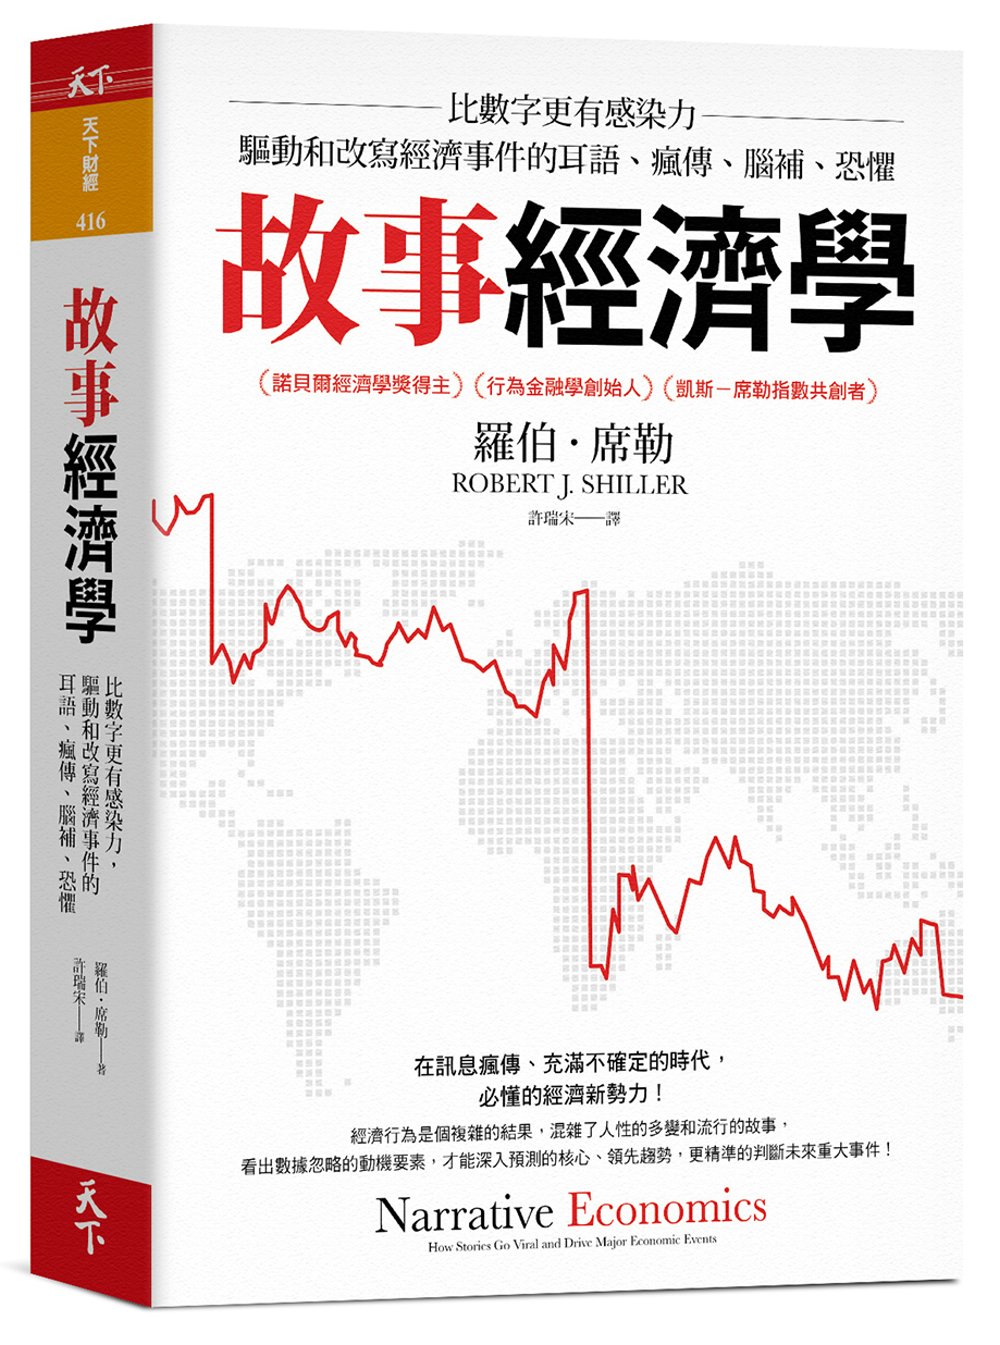 天下
天下財經
416
故事經濟學
比數字更有感染力，
驅動和改寫經濟事件的
耳語、瘋傳、腦補、恐懼
羅伯·席勒——著
許瑞宋——譯
天下
比數字更有感染力
驅動和改寫經濟事件的耳語、瘋傳、腦補、恐懼
故事經濟學
(諾貝爾經濟學獎得主)(行為金融學創始人)(凱斯－席勒指數共創者)
羅伯·席勒
ROBERT J. SHILLER
許瑞宋——譯
在訊息瘋傳、充滿不確定的時代，
必懂的經濟新勢力！
經濟行為是個複雜的結果，混雜了人性的多變和流行的故事，
看出數據忽略的動機要素，才能深入預測的核心、領先趨勢，更精準的判斷未來重大事件！
Narrative Economics
How Stories Go Viral and Drive Major Economic Events